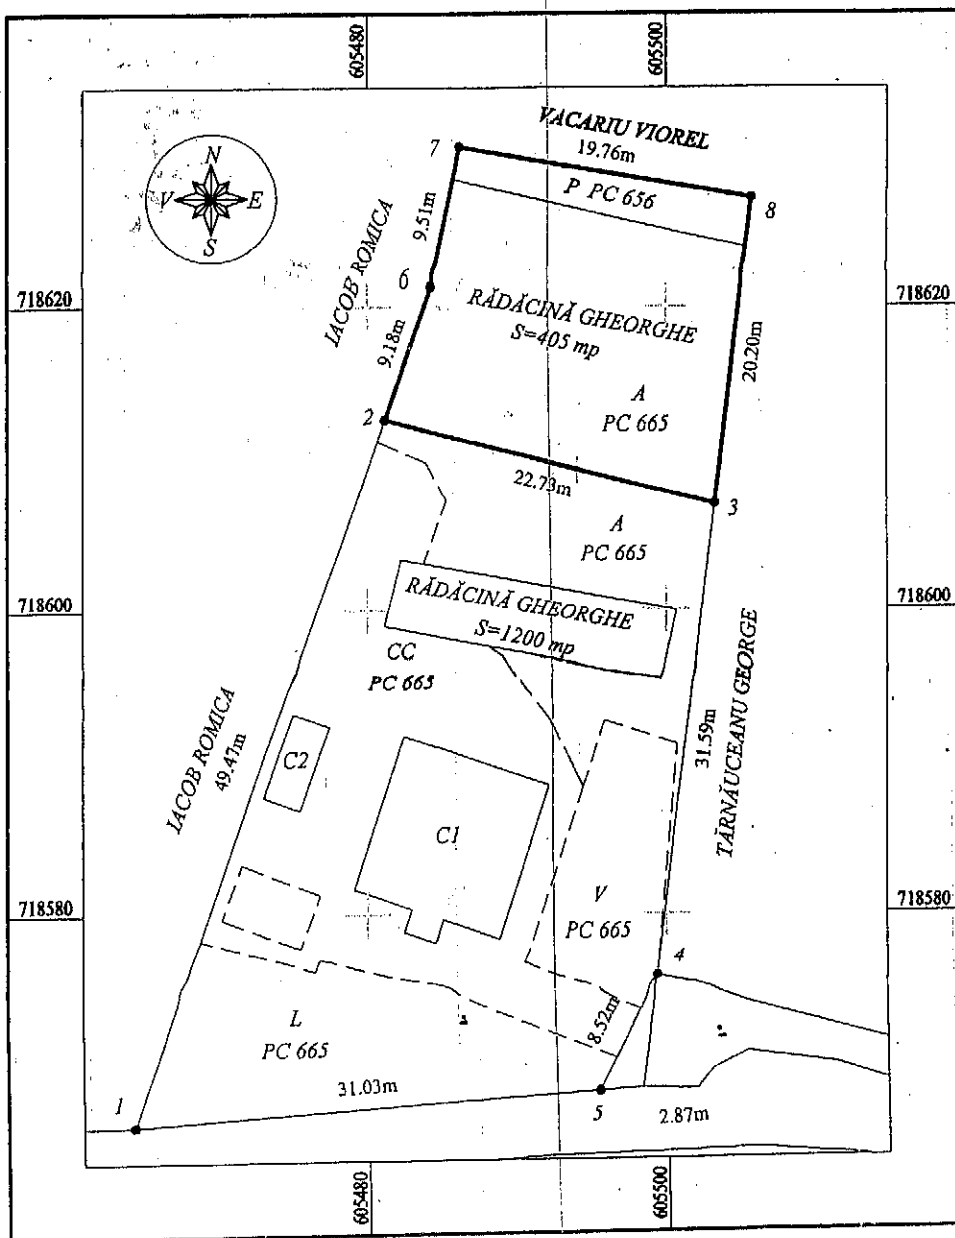 605480
605500
VACARIU VIOREL
19.76m
7
8
P PC 656
N
V
E
S
9.51m
IACOB ROMICA
6
718620
718620
RĂDĂCINĂ GHEORGHE
S=405 mp
9.18m
20.20m
A
PC 665
2
22.73m
3
A
PC 665
RĂDĂCINĂ GHEORGHE
S=1200 mp
718600
718600
CC
PC 665
IACOB ROMICA
49.47m
31.59m
TĂRNĂUCEANU GEORGE
C2
C1
V
PC 665
718580
718580
4
8.52m
L
PC 665
31.03m
1
5
2.87m
605480
605500